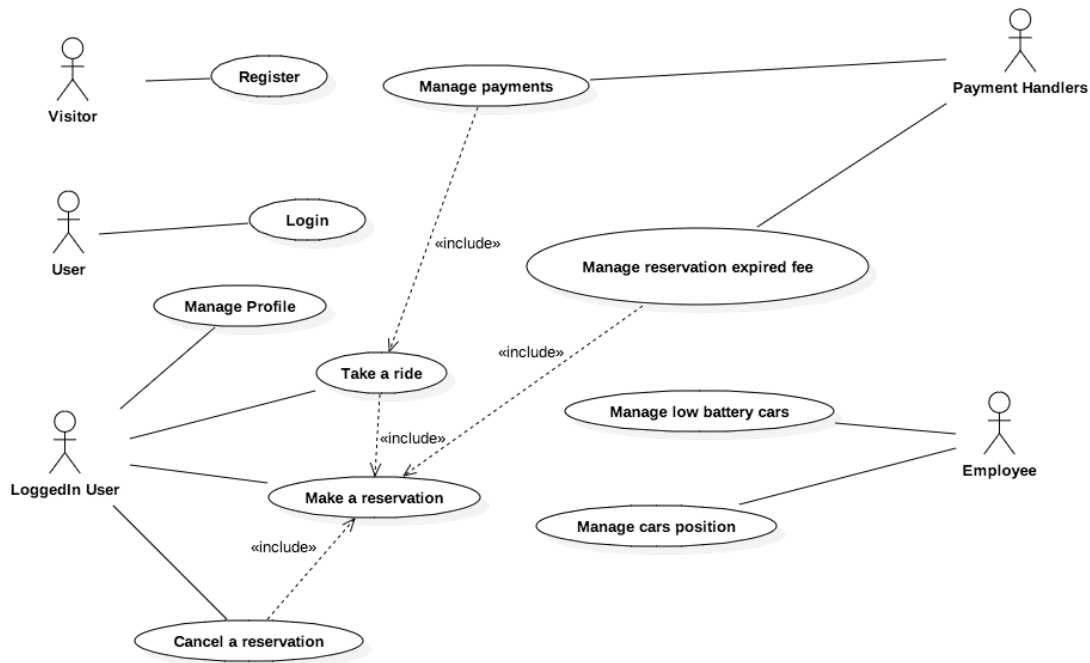 Register
Manage payments
Payment Handlers
Visitor
Login
«include»
User
Manage reservation expired fee
Manage Profile
«include»
Take a ride
Manage low battery cars
«include»
Employee
LoggedIn User
Make a reservation
Manage cars position
«include»
Cancel a reservation